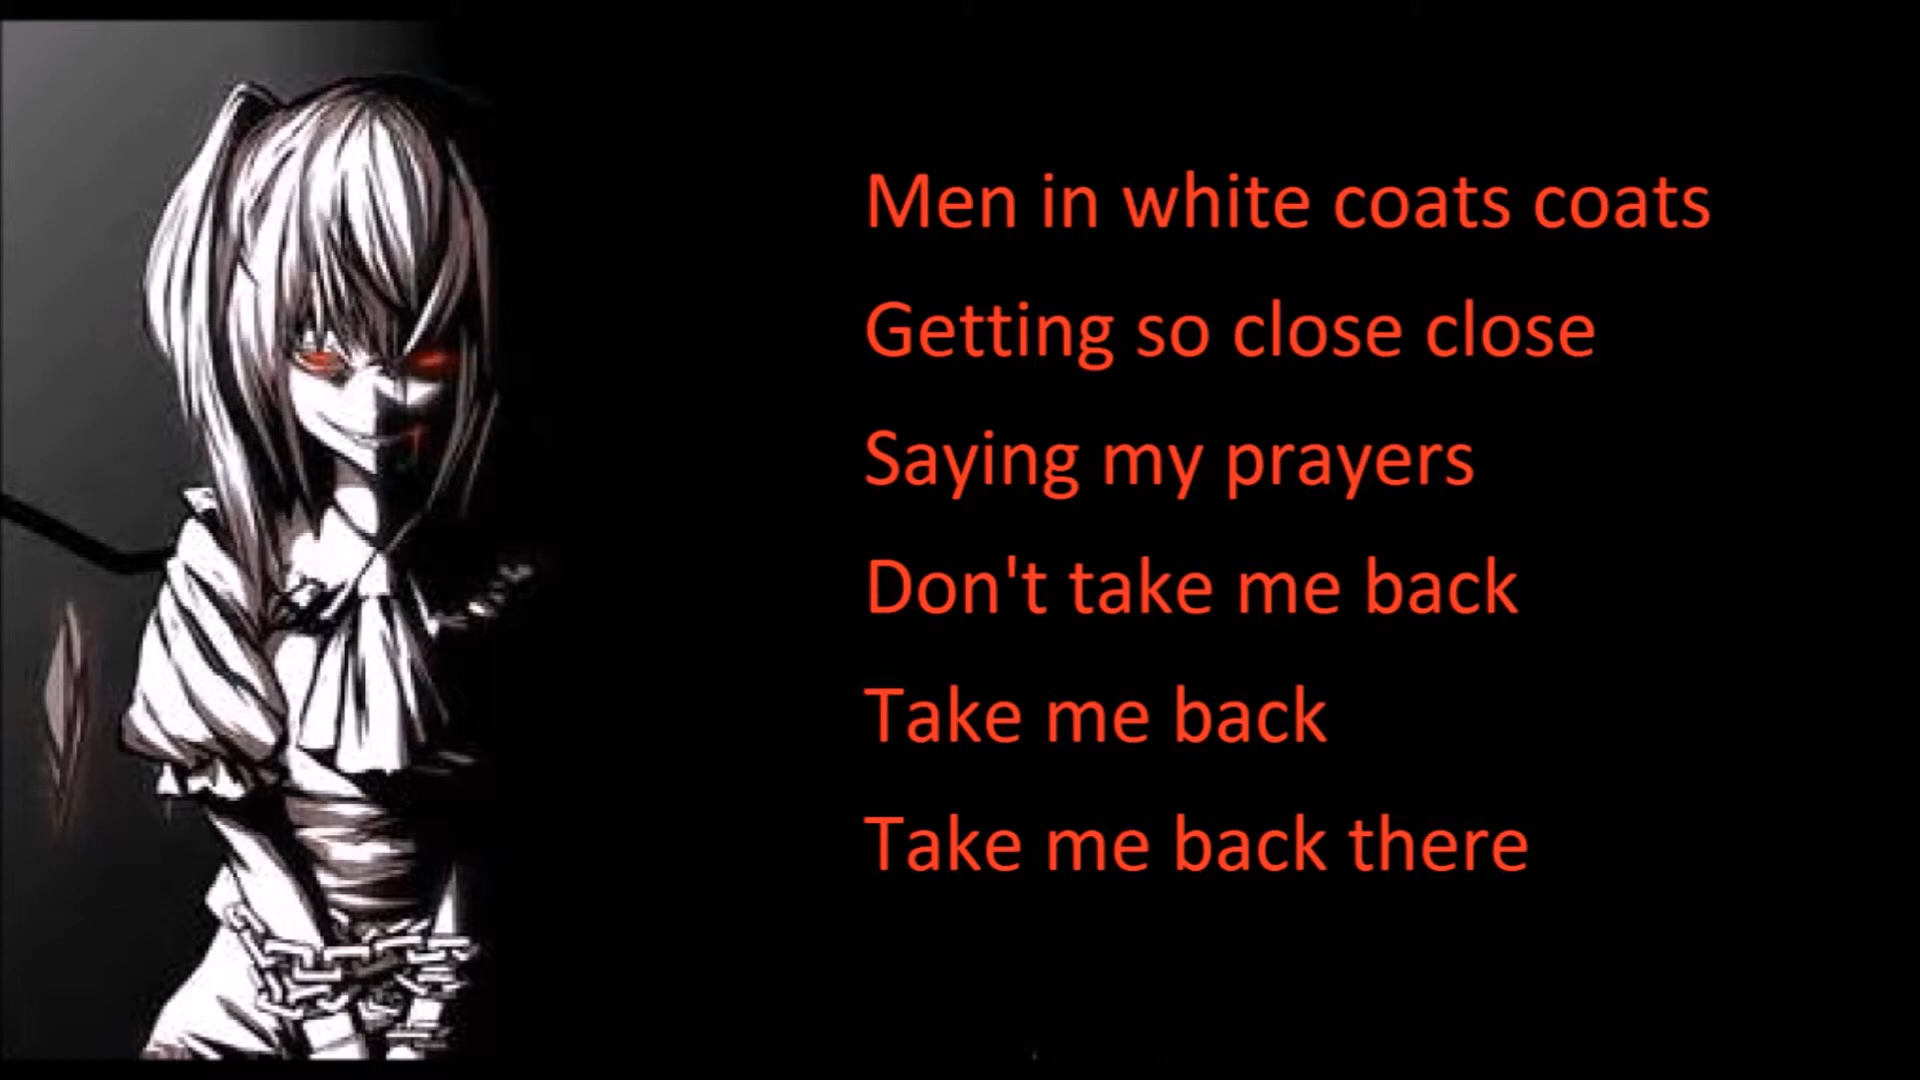 Men in white coats coats
Getting so close close
Saying my prayers
Don't take me back
Take me back
Take me back there